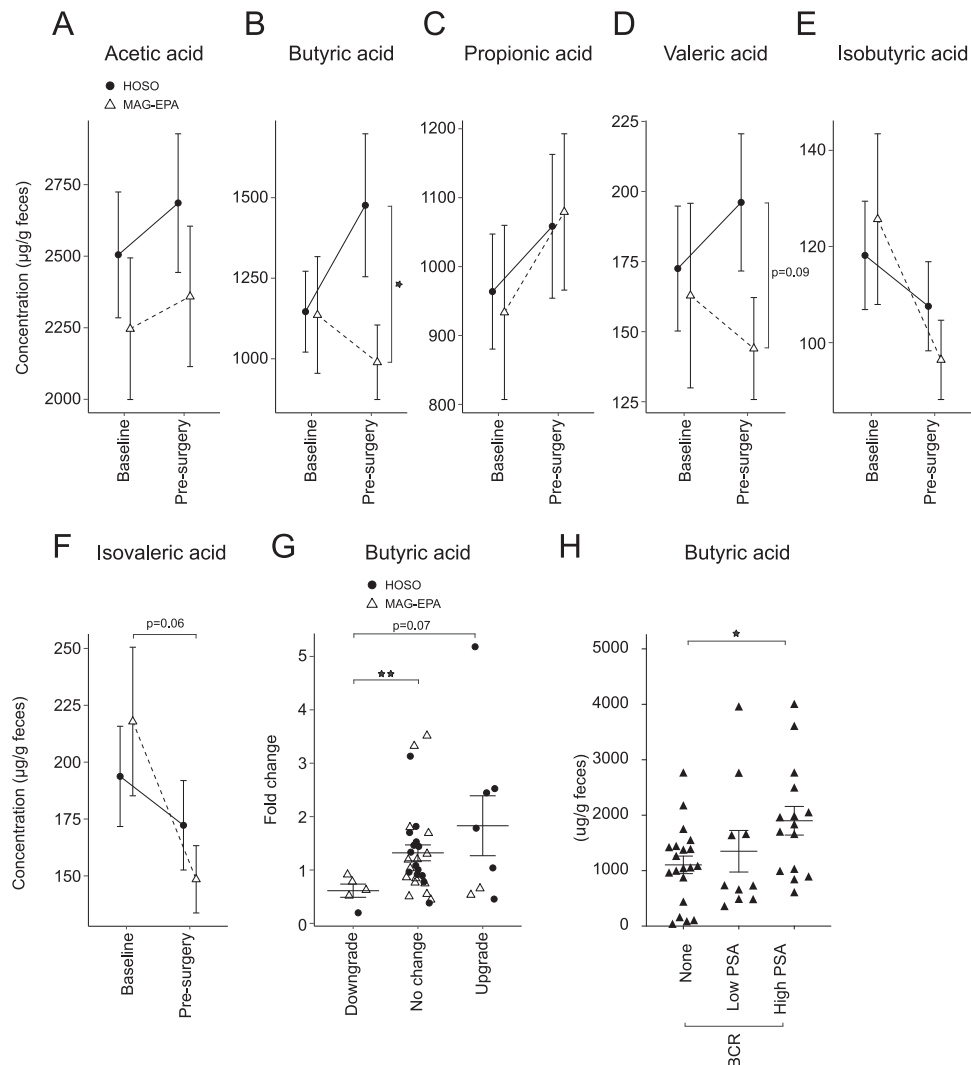 A
Acetic acid
HOSO
MAG-EPA
Concentration (µg/g feces)
2750
2500
2250
2000
Baseline
Pre-surgery
B
Butyric acid
1500
1250
1000
*
Baseline
Pre-surgery
C
Propionic acid
1200
1100
1000
900
800
Baseline
Pre-surgery
D
Valeric acid
225
200
175
150
125
p=0.09
Baseline
Pre-surgery
E
Isobutyric acid
140
120
100
Baseline
Pre-surgery
F
Isovaleric acid
p=0.06
Concentration (µg/g feces)
250
225
200
175
150
Baseline
Pre-surgery
G
Butyric acid
HOSO
MAG-EPA
p=0.07
**
Fold change
5
4
3
2
1
0
Downgrade
No change
Upgrade
H
Butyric acid
*
(ug/g feces)
5000
4000
3000
2000
1000
0
None
Low PSA
High PSA
BCR